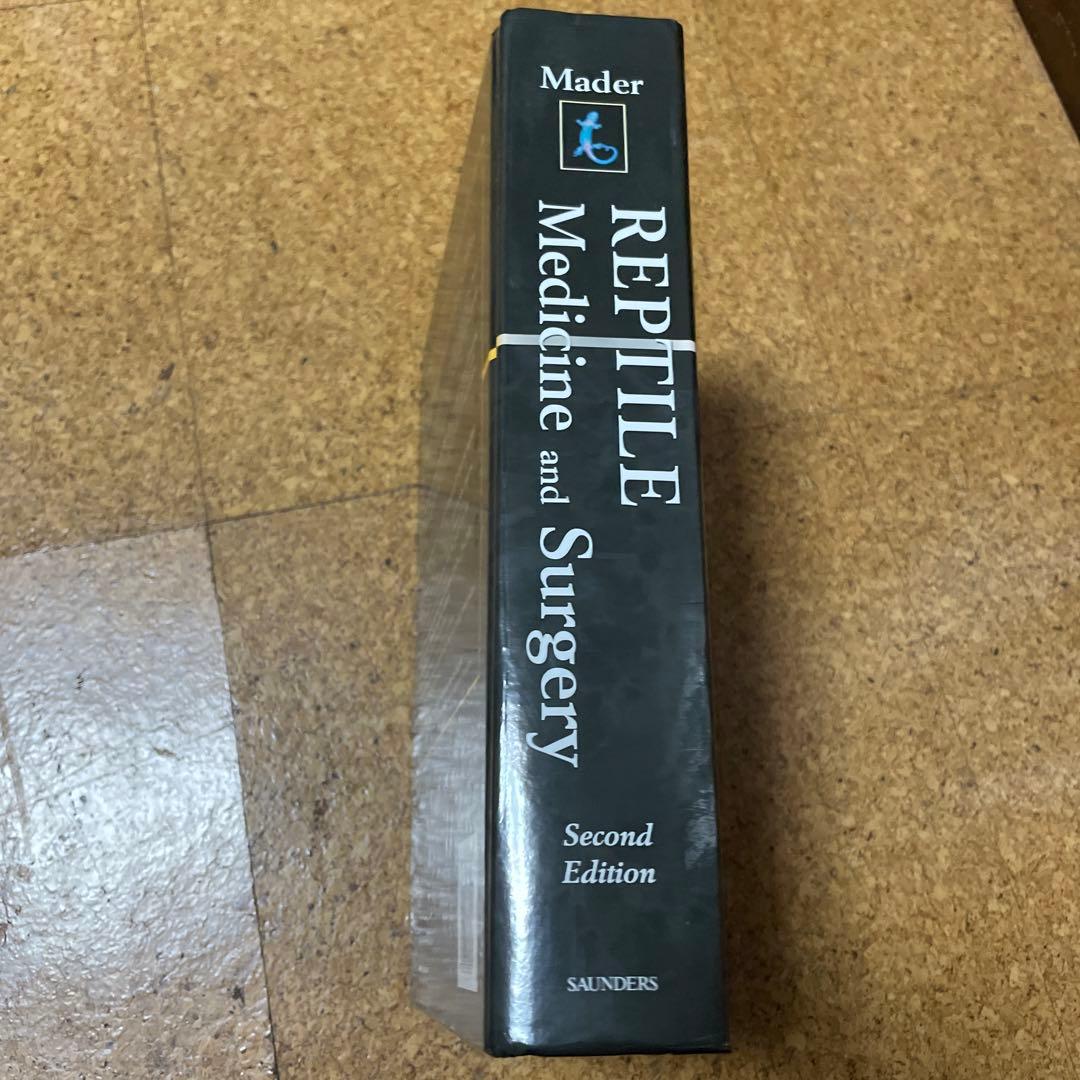 Mader
REPTILE
Medicine and Surgery
Second
Edition
SAUNDERS